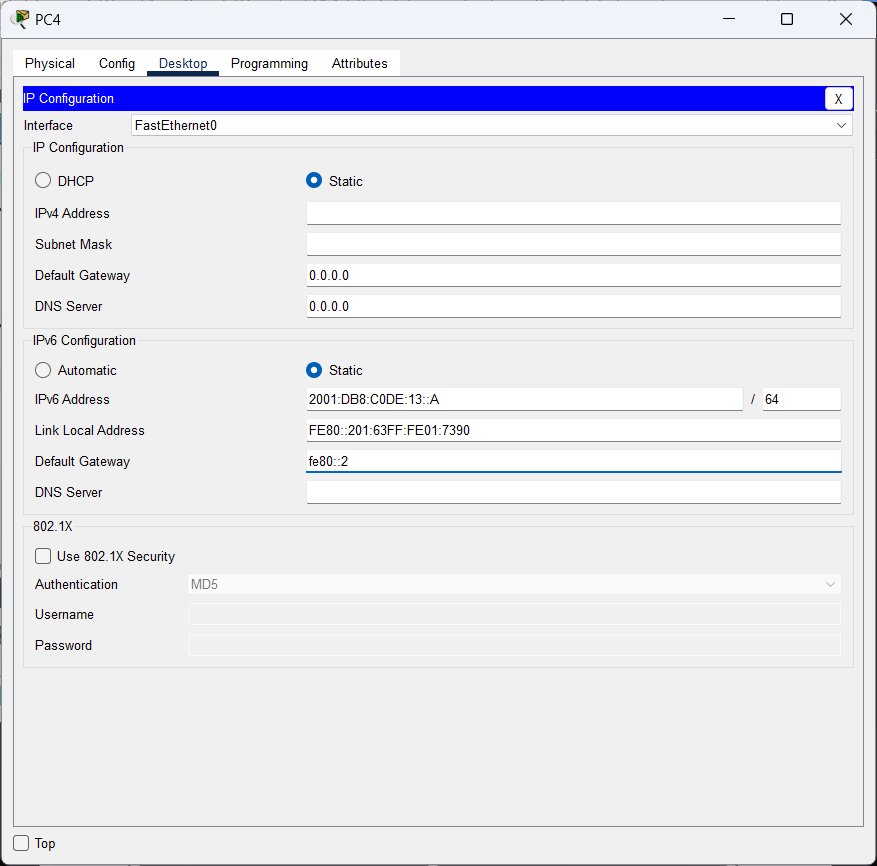 PC4
Physical Config Desktop Programming Attributes
IP Configuration X
Interface FastEthernet0
IP Configuration
DHCP Static
IPv4 Address
Subnet Mask
Default Gateway 0.0.0.0
DNS Server 0.0.0.0
IPv6 Configuration
Automatic Static
IPv6 Address 2001:DB8:C0DE:13::A / 64
Link Local Address FE80::201:63FF:FE01:7390
Default Gateway fe80::2
DNS Server
802.1X
Use 802.1X Security
Authentication MD5
Username
Password
Top